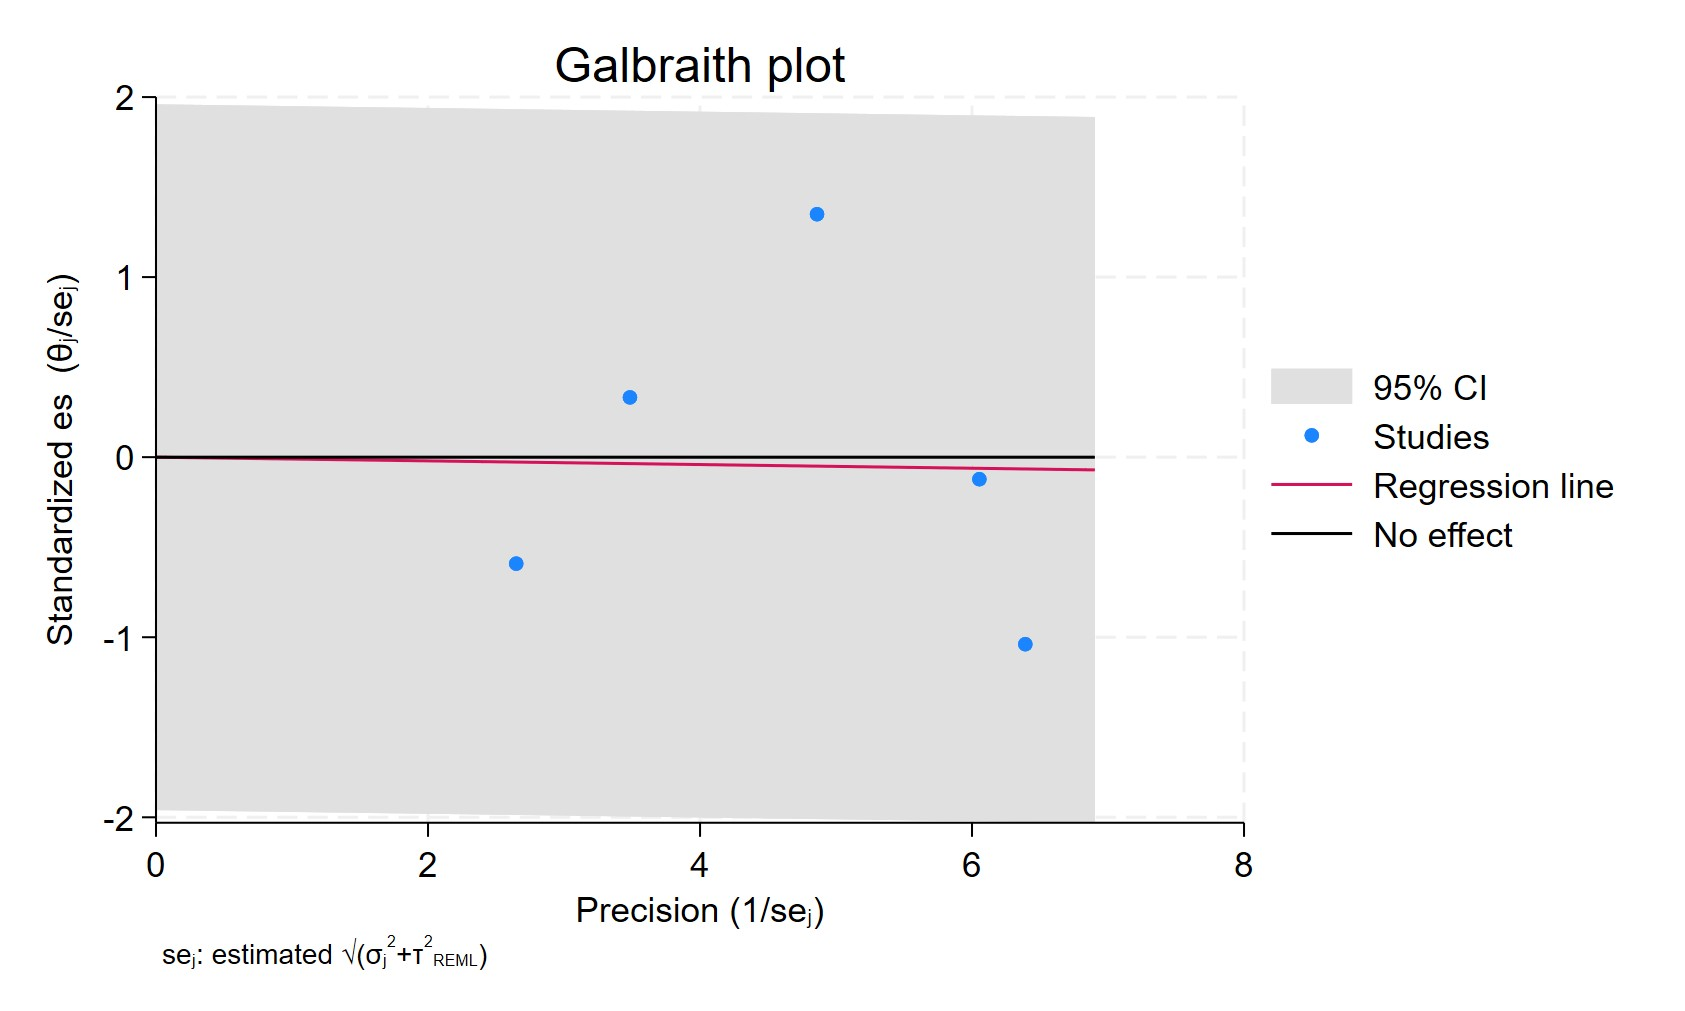 Galbraith plot
Standardized es (θⱼ/seⱼ)
2
1
0
-1
-2
0 2 4 6 8
Precision (1/seⱼ)
seⱼ: estimated √(σⱼ²+τ²REML)
95% CI
Studies
Regression line
No effect